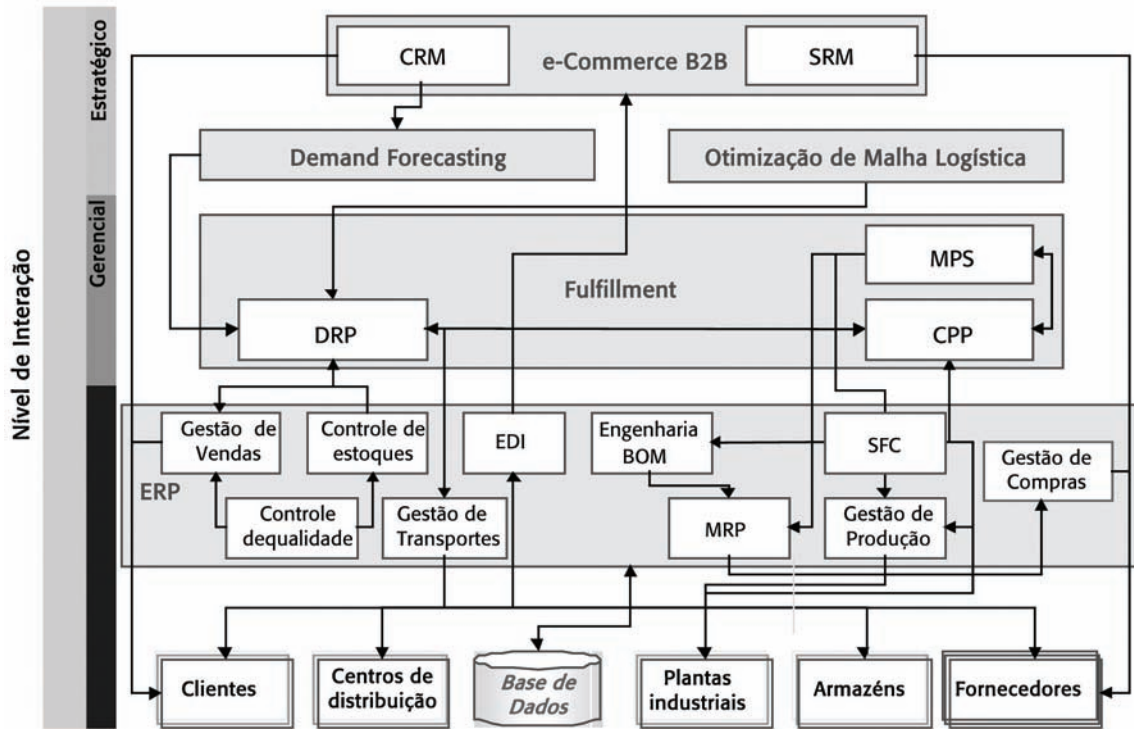 Nível de Interação
Estratégico
Gerencial
CRM
e-Commerce B2B
SRM
Demand Forecasting
Otimização de Malha Logística
MPS
Fulfillment
DRP
CPP
Gestão de
Vendas
Controle de
estoques
EDI
Engenharia
BOM
SFC
Gestão de
Compras
ERP
Controle
dequalidade
Gestão de
Transportes
MRP
Gestão de
Produção
Clientes
Centros de
distribuição
Base de
Dados
Plantas
industriais
Armazéns
Fornecedores